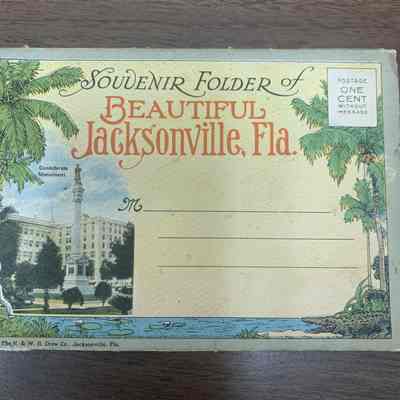 SOUVENIR FOLDER of
BEAUTIFUL
Jacksonville, Fla.
POSTAGE
ONE
CENT
WITHOUT
MESSAGE
Confederate
Monument
M
The H. & W. B. Drew Co., Jacksonville, Fla.